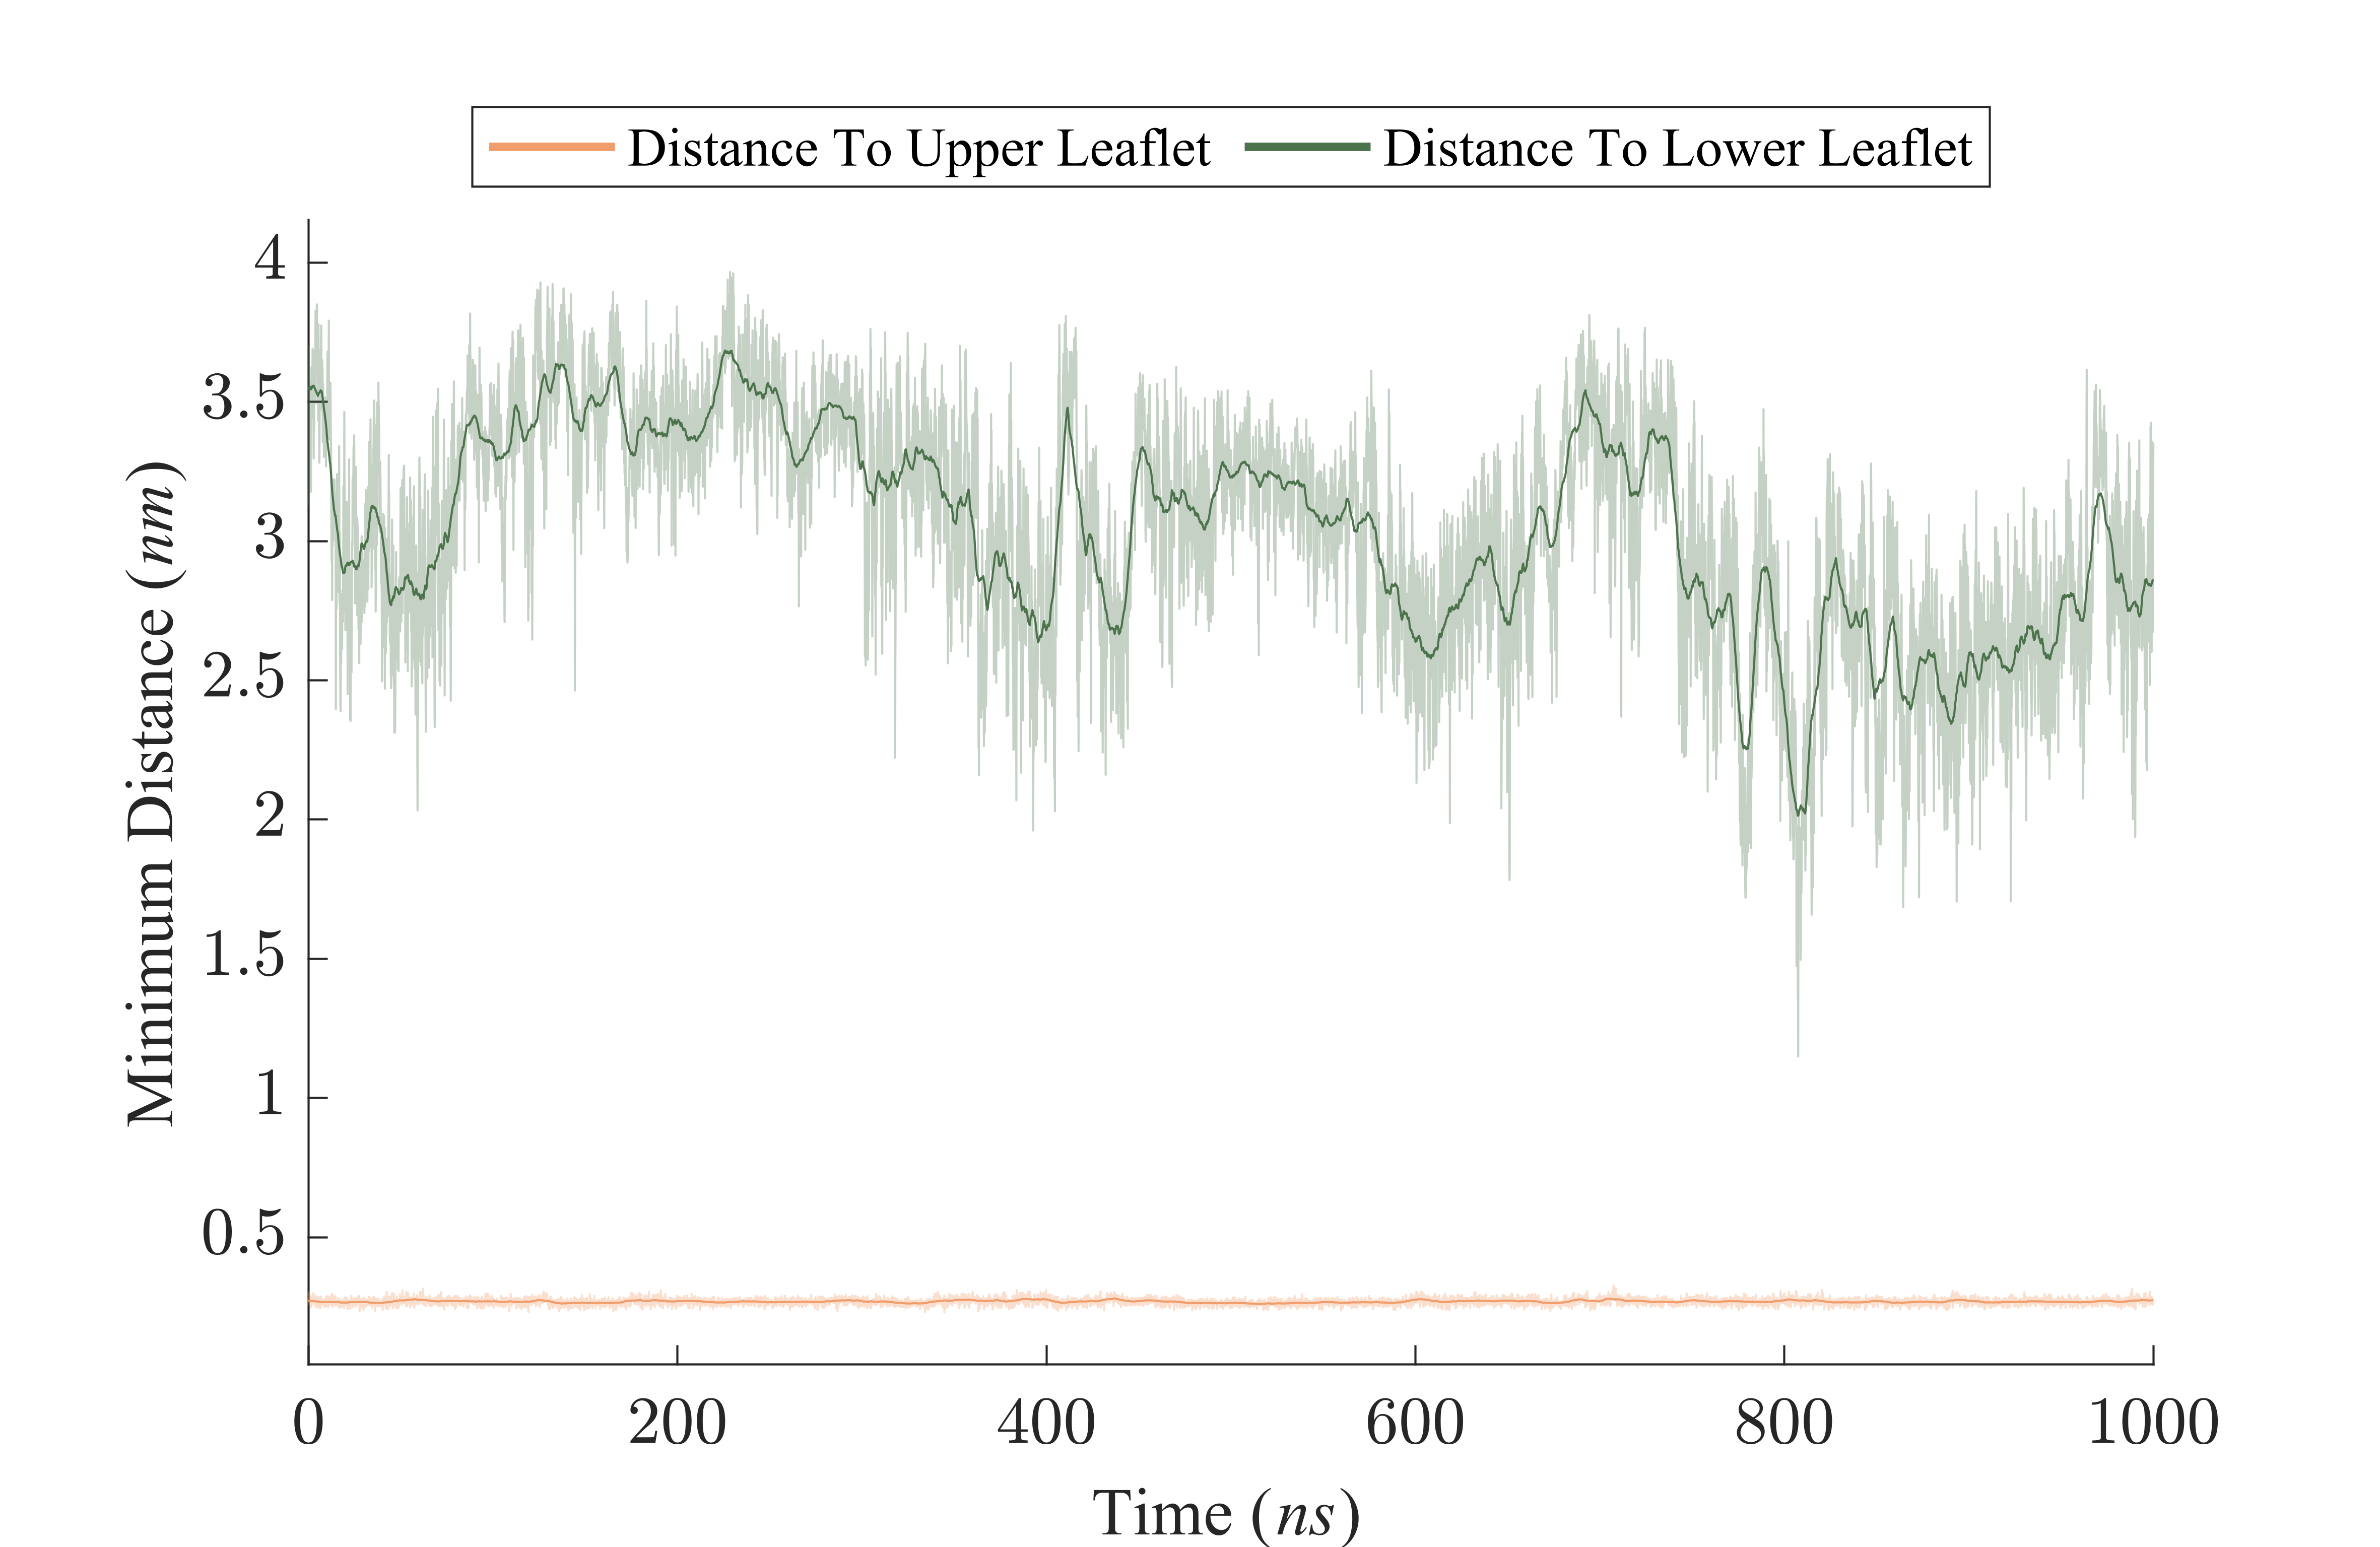 Distance To Upper Leaflet Distance To Lower Leaflet
4
3.5
3
2.5
2
1.5
1
0.5
Minimum Distance (nm)
0 200 400 600 800 1000
Time (ns)